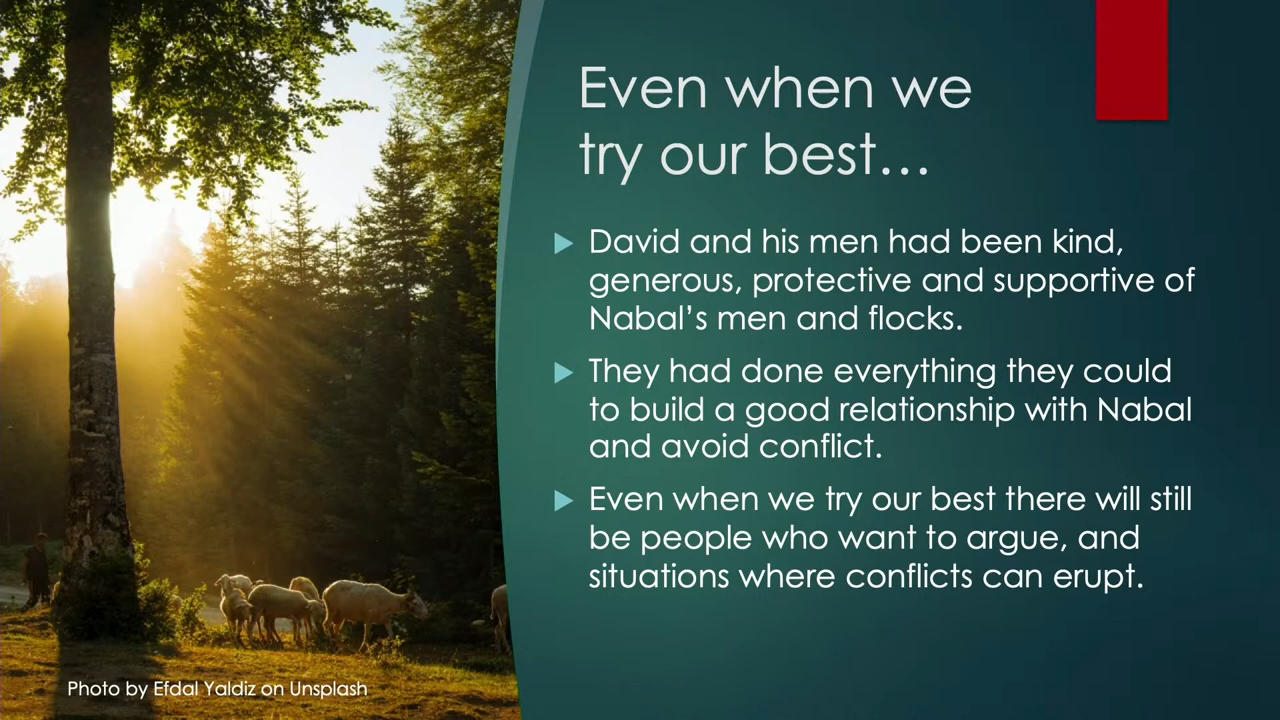 Even when we
try our best…
David and his men had been kind,
generous, protective and supportive of
Nabal’s men and flocks.
They had done everything they could
to build a good relationship with Nabal
and avoid conflict.
Even when we try our best there will still
be people who want to argue, and
situations where conflicts can erupt.
Photo by Efdal Yaldiz on Unsplash